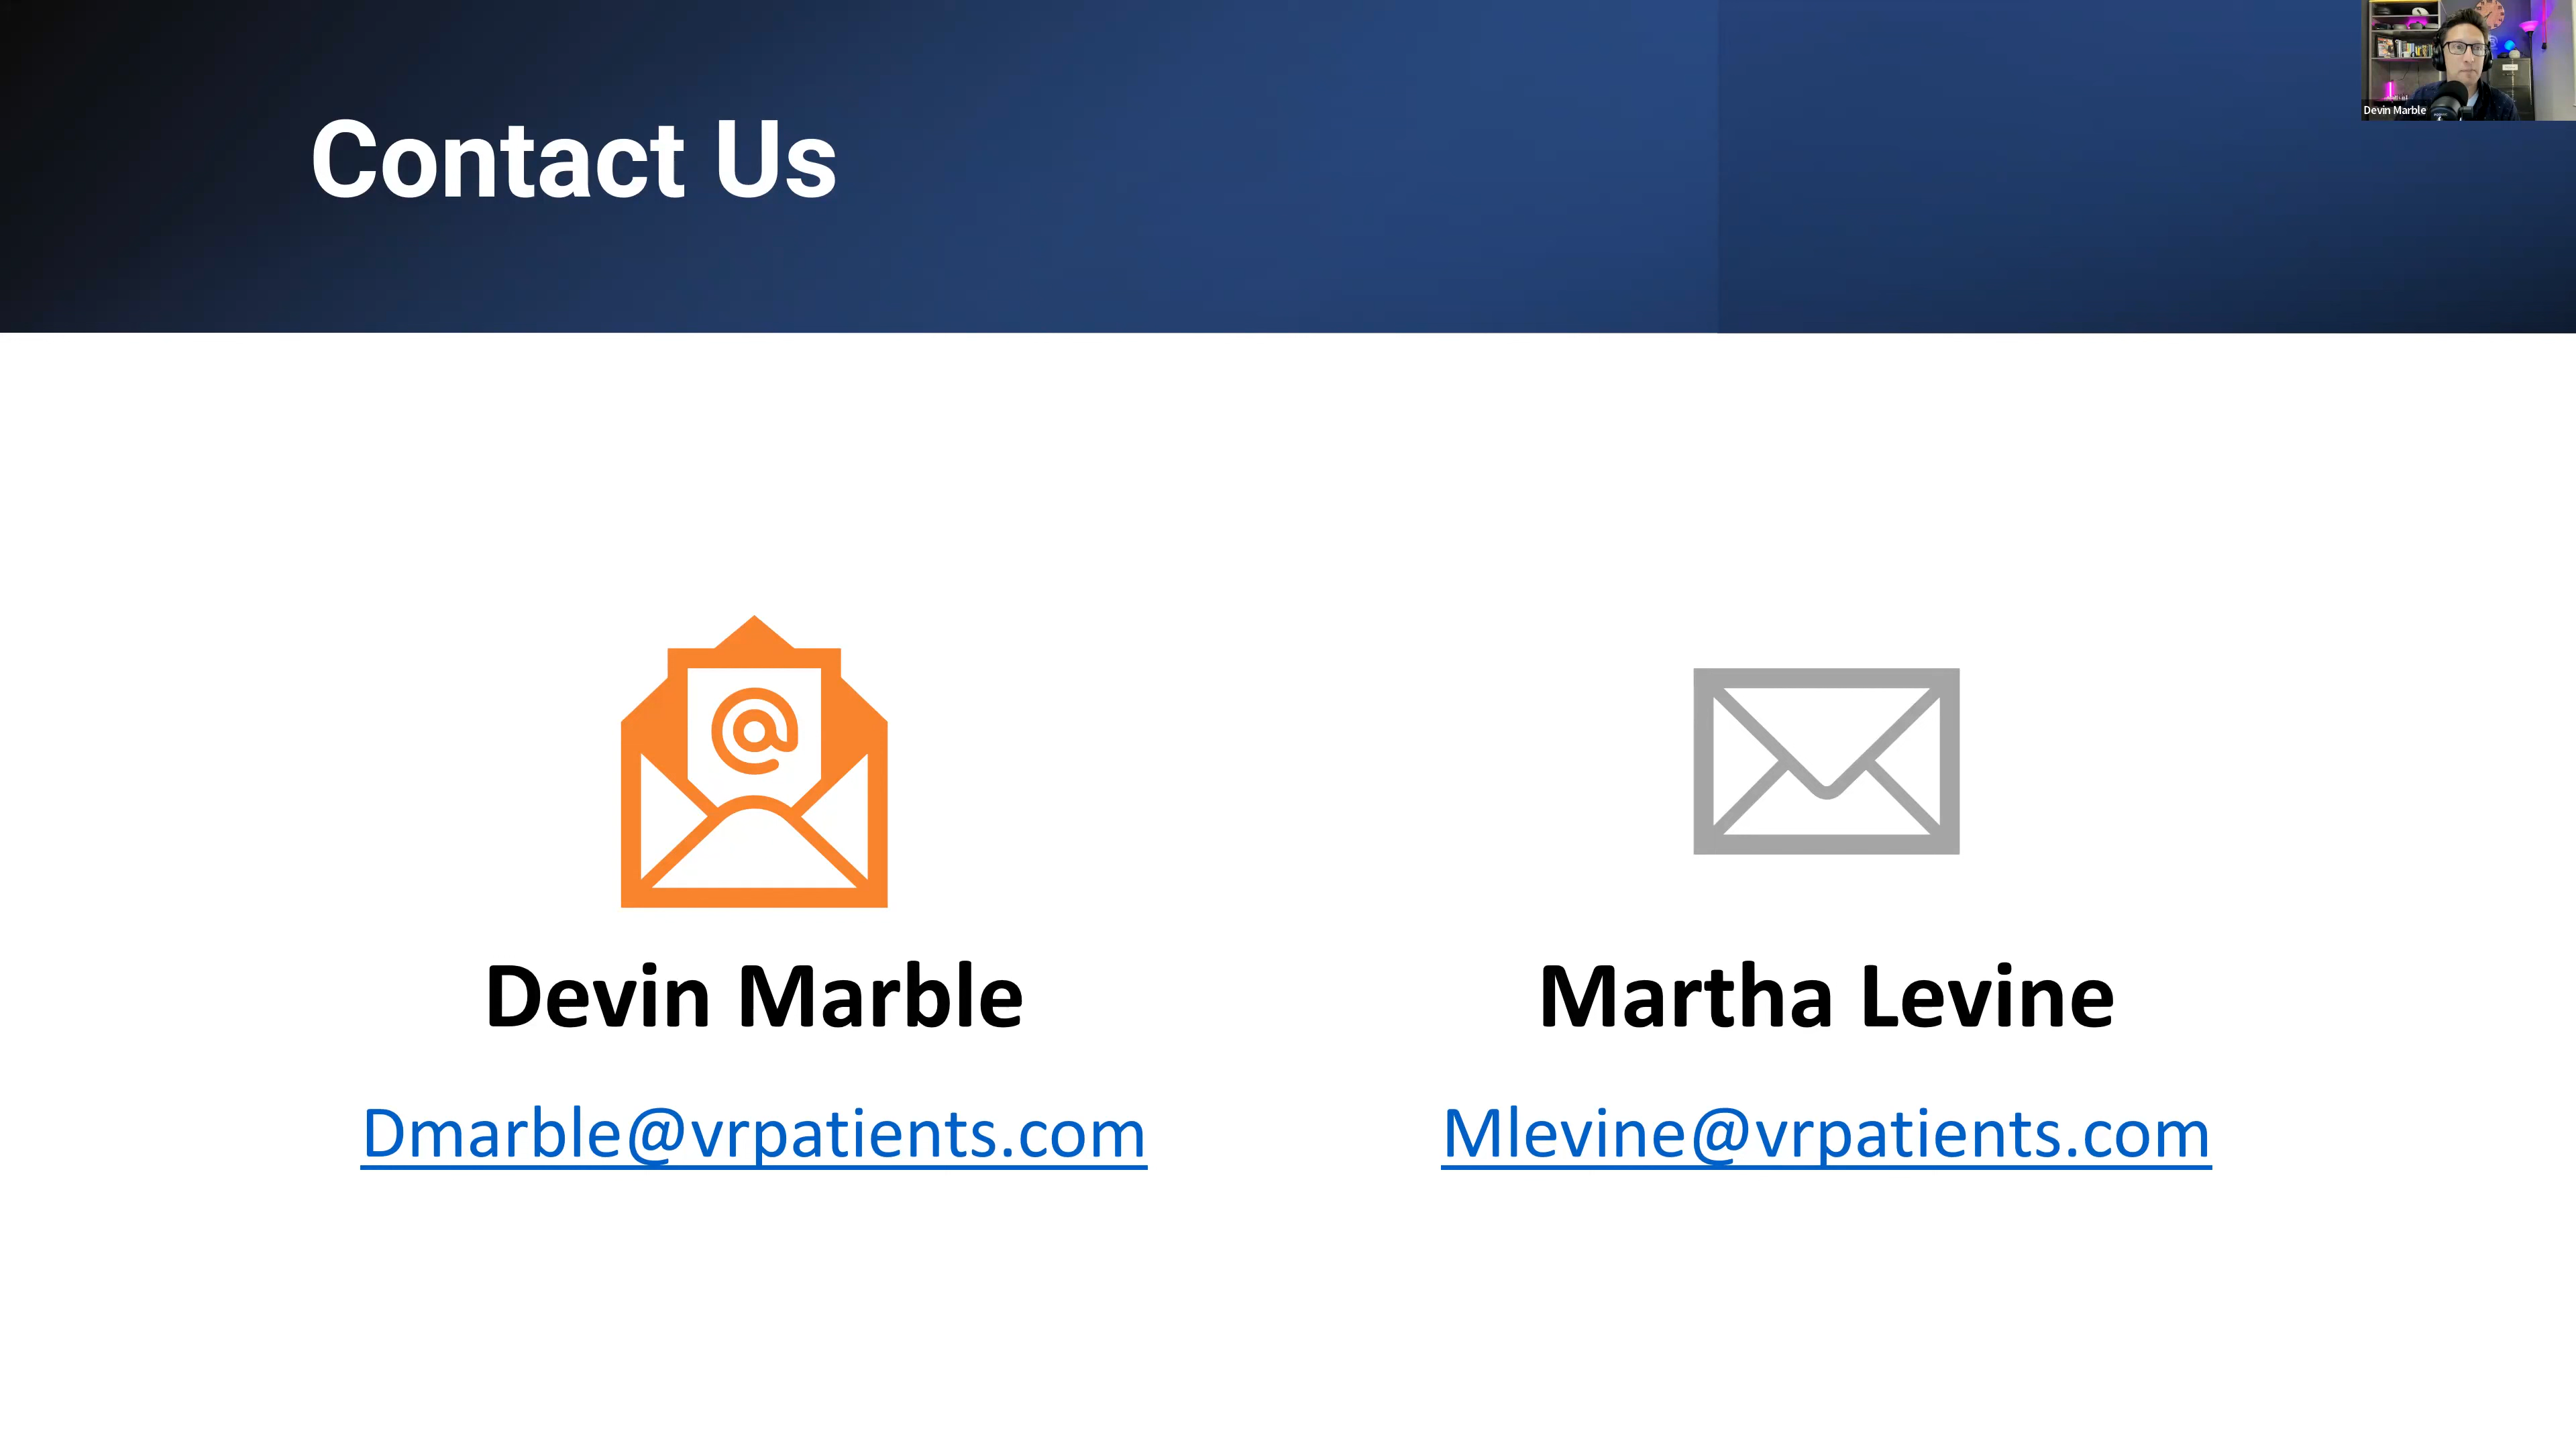 Contact Us
Devin Marble
@
Devin Marble
Martha Levine
Dmarble@vrpatients.com
Mlevine@vrpatients.com